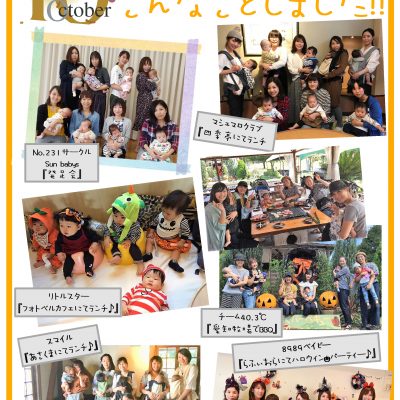 10
October
こんなことしました!!
マシュマロクラブ
『四季亭にてランチ』
No.231サークル
Sun babys
『発足会』
リトルスター
『フォトベルカフェにてランチ♪』
チーム40.3℃
『愛知牧場でBBQ』
スマイル
『あさくまにてランチ♪』
8989ベイビー
『らふぃおらにてハロウィンパーティー♪』